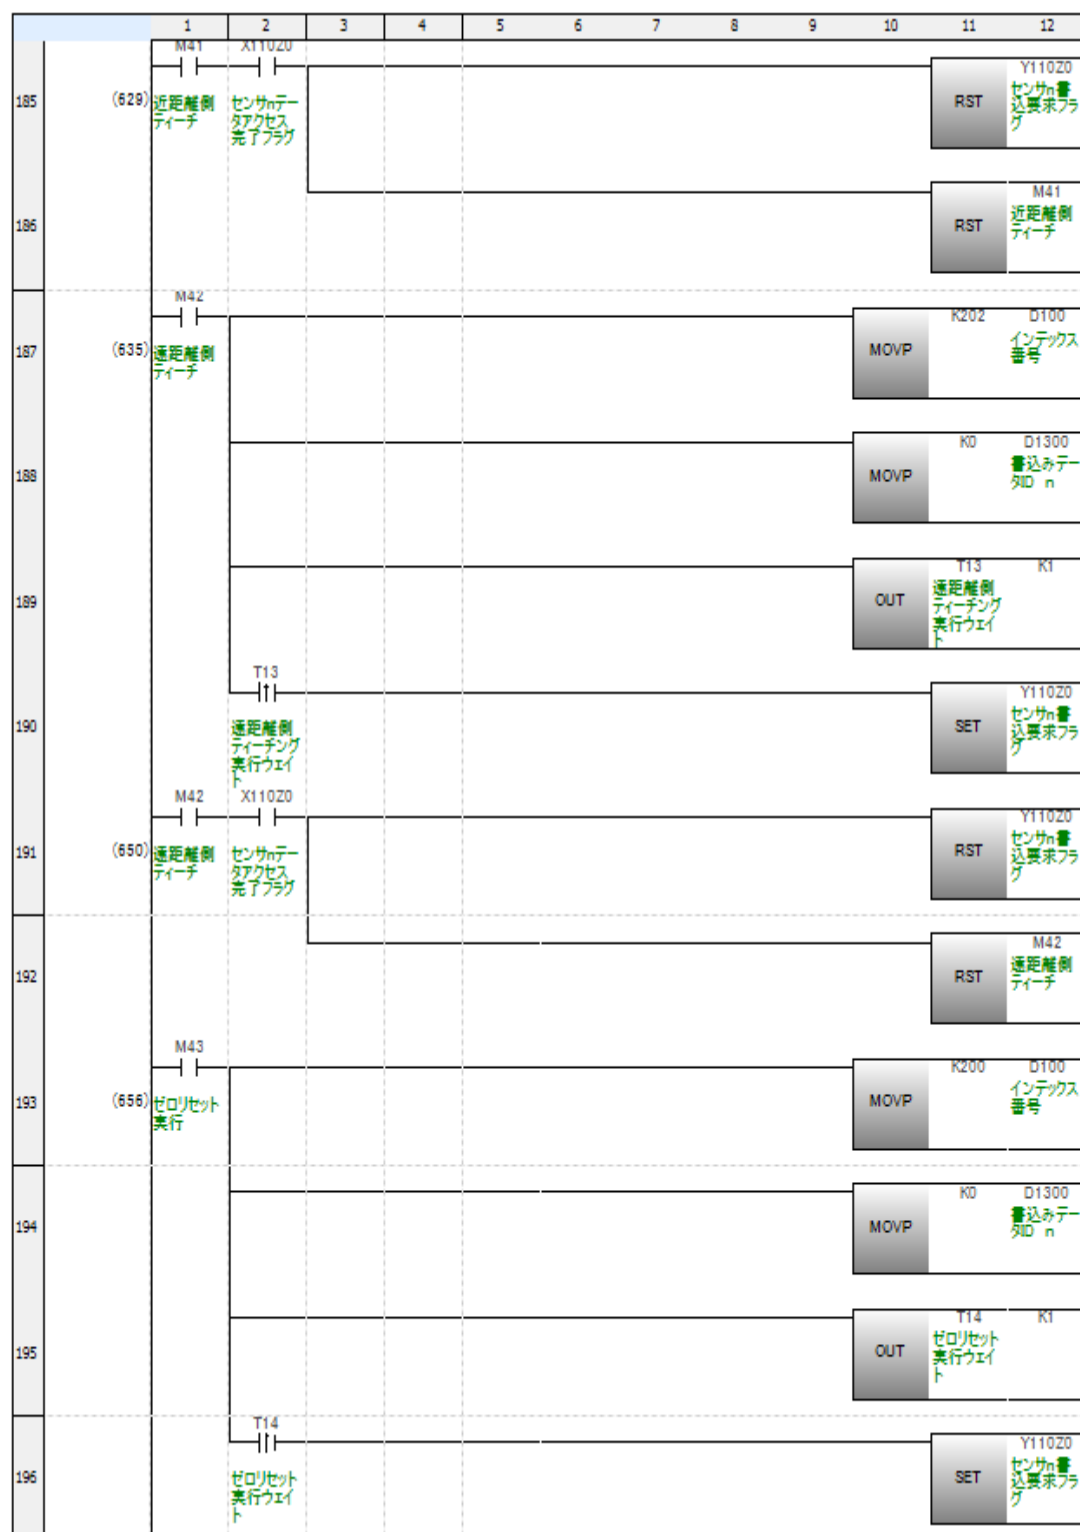 1 2 3 4 5 6 7 8 9 10 11 12
M41 X110Z0 Y110Z0
185 (629) 近距離側 センサnデー RST センサn書
ティーチ タアクセス 込要求フラ
完了フラグ グ
M41
186 RST 近距離側
ティーチ
M42 K202 D100
187 (635) 遠距離側 MOVP インデックス
ティーチ 番号
K0 D1300
188 MOVP 書込みデー
タID n
T13 K1
189 OUT 遠距離側
ティーチング
実行ウェイ
ト
T13 Y110Z0
190 遠距離側 SET センサn書
ティーチング 込要求フラ
実行ウェイ グ
ト
M42 X110Z0 Y110Z0
191 (650) 遠距離側 センサnデー RST センサn書
ティーチ タアクセス 込要求フラ
完了フラグ グ
M42
192 RST 遠距離側
ティーチ
M43 K200 D100
193 (656) ゼロリセット MOVP インデックス
実行 番号
K0 D1300
194 MOVP 書込みデー
タID n
T14 K1
195 OUT ゼロリセット
実行ウェイ
ト
T14 Y110Z0
196 ゼロリセット SET センサn書
実行ウェイ 込要求フラ
ト グ